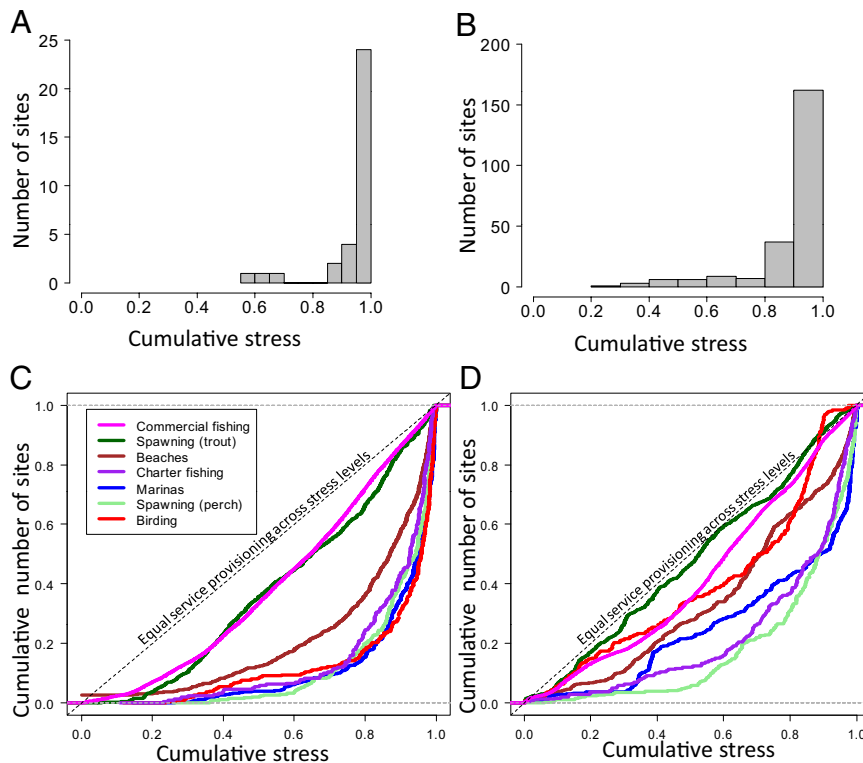 A
25
20
15
10
5
0
Number of sites
0.0 0.2 0.4 0.6 0.8 1.0
Cumulative stress
B
200
150
100
50
0
Number of sites
0.0 0.2 0.4 0.6 0.8 1.0
Cumulative stress
C
1.0
0.8
0.6
0.4
0.2
0.0
Cumulative number of sites
Commercial fishing
Spawning (trout)
Beaches
Charter fishing
Marinas
Spawning (perch)
Birding
Equal service provisioning across stress levels
0.0 0.2 0.4 0.6 0.8 1.0
Cumulative stress
D
1.0
0.8
0.6
0.4
0.2
0.0
Cumulative number of sites
Equal service provisioning across stress levels
0.0 0.2 0.4 0.6 0.8 1.0
Cumulative stress